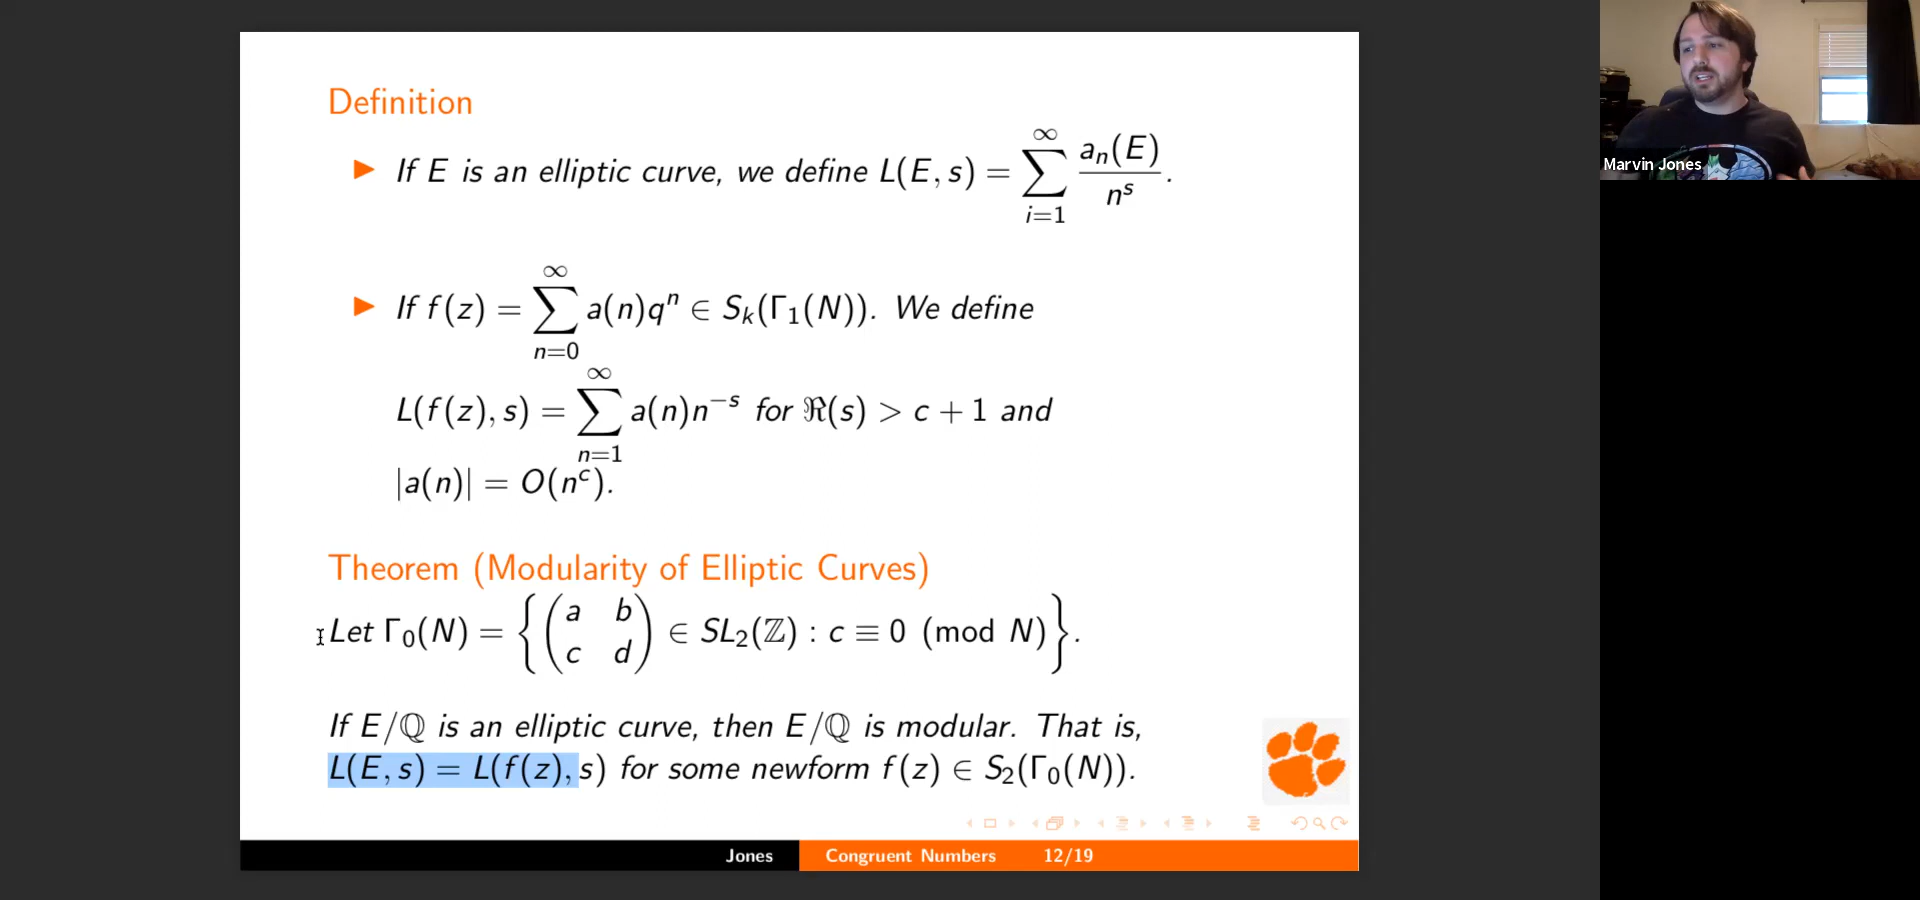 Definition
▶ If E is an elliptic curve, we define L(E, s) = ∑_{i=1}^{∞} a_n(E)/n^s.
▶ If f(z) = ∑_{n=0}^{∞} a(n)q^n ∈ S_k(Γ_1(N)). We define
L(f(z), s) = ∑_{n=1}^{∞} a(n)n^{−s} for ℜ(s) > c + 1 and
|a(n)| = O(n^c).
Theorem (Modularity of Elliptic Curves)
Let Γ_0(N) = { ( a b ; c d ) ∈ SL_2(ℤ) : c ≡ 0 (mod N) }.
If E/ℚ is an elliptic curve, then E/ℚ is modular. That is,
L(E, s) = L(f(z), s) for some newform f(z) ∈ S_2(Γ_0(N)).
Jones Congruent Numbers 12/19
Marvin Jones